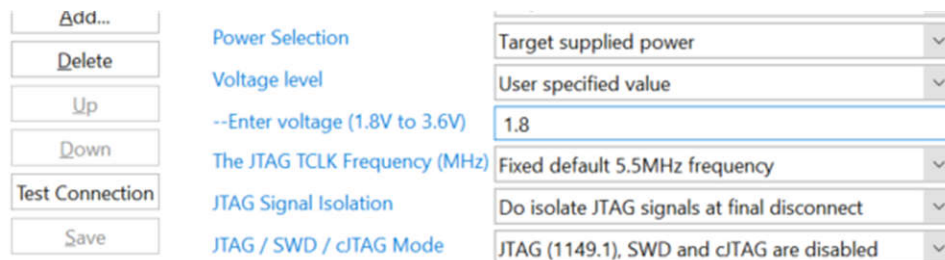 Add...
Delete
Up
Down
Test Connection
Save
Power Selection
Target supplied power
Voltage level
User specified value
--Enter voltage (1.8V to 3.6V)
1.8
The JTAG TCLK Frequency (MHz)
Fixed default 5.5MHz frequency
JTAG Signal Isolation
Do isolate JTAG signals at final disconnect
JTAG / SWD / cJTAG Mode
JTAG (1149.1), SWD and cJTAG are disabled